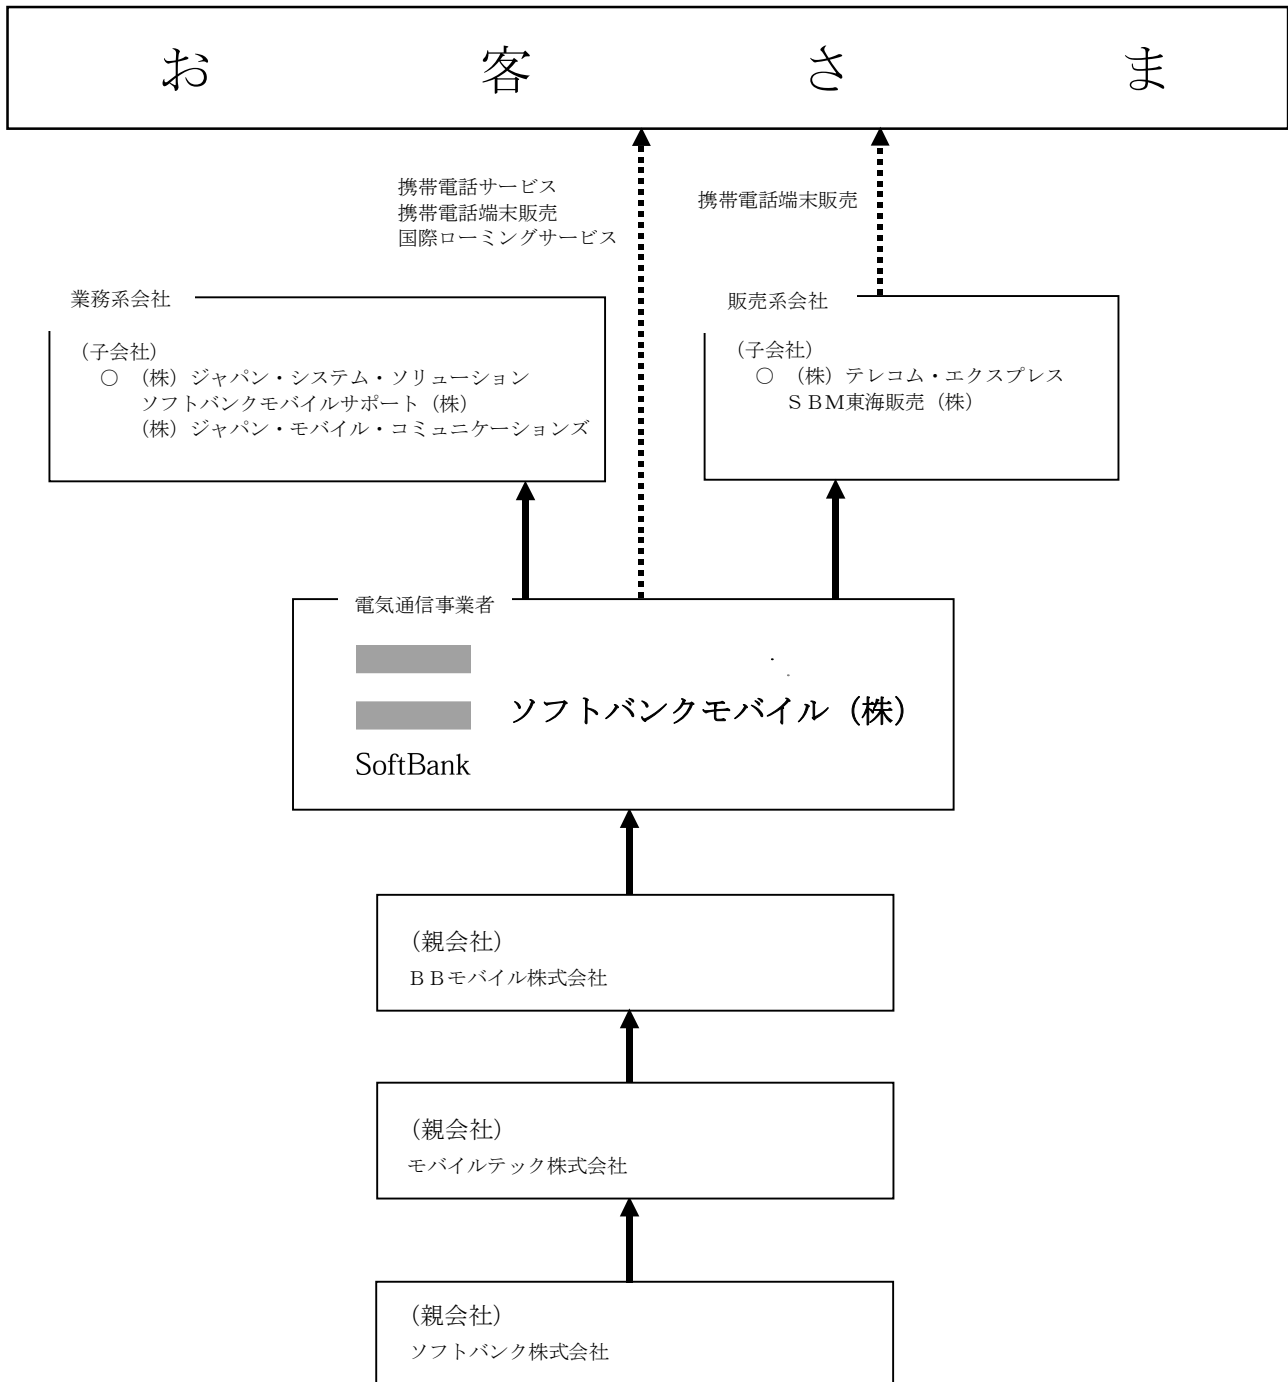 お客さま
携帯電話サービス
携帯電話端末販売
国際ローミングサービス
携帯電話端末販売
業務系会社
（子会社）
○ （株）ジャパン・システム・ソリューション
ソフトバンクモバイルサポート（株）
（株）ジャパン・モバイル・コミュニケーションズ
販売系会社
（子会社）
○ （株）テレコム・エクスプレス
ＳＢＭ東海販売（株）
電気通信事業者
ソフトバンクモバイル（株）
SoftBank
（親会社）
ＢＢモバイル株式会社
（親会社）
モバイルテック株式会社
（親会社）
ソフトバンク株式会社